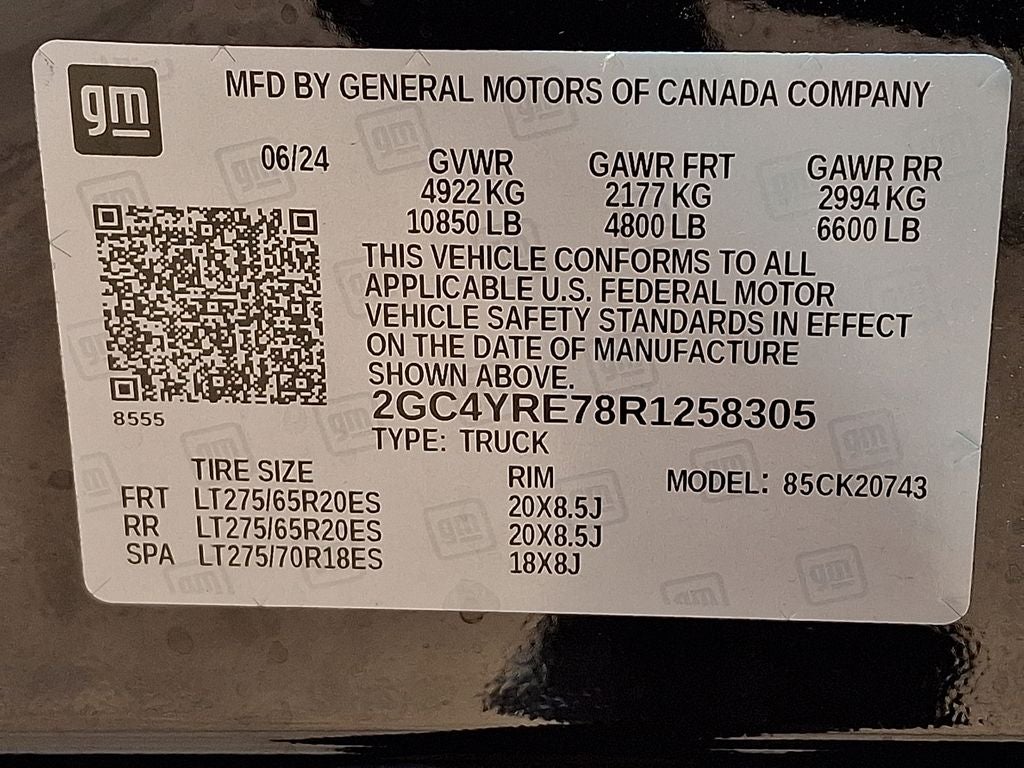 gm
MFD BY GENERAL MOTORS OF CANADA COMPANY
06/24 GVWR GAWR FRT GAWR RR
4922 KG 2177 KG 2994 KG
10850 LB 4800 LB 6600 LB
THIS VEHICLE CONFORMS TO ALL
APPLICABLE U.S. FEDERAL MOTOR
VEHICLE SAFETY STANDARDS IN EFFECT
ON THE DATE OF MANUFACTURE
SHOWN ABOVE.
8555
2GC4YRE78R1258305
TYPE: TRUCK
TIRE SIZE RIM MODEL: 85CK20743
FRT LT275/65R20ES 20X8.5J
RR LT275/65R20ES 20X8.5J
SPA LT275/70R18ES 18X8J